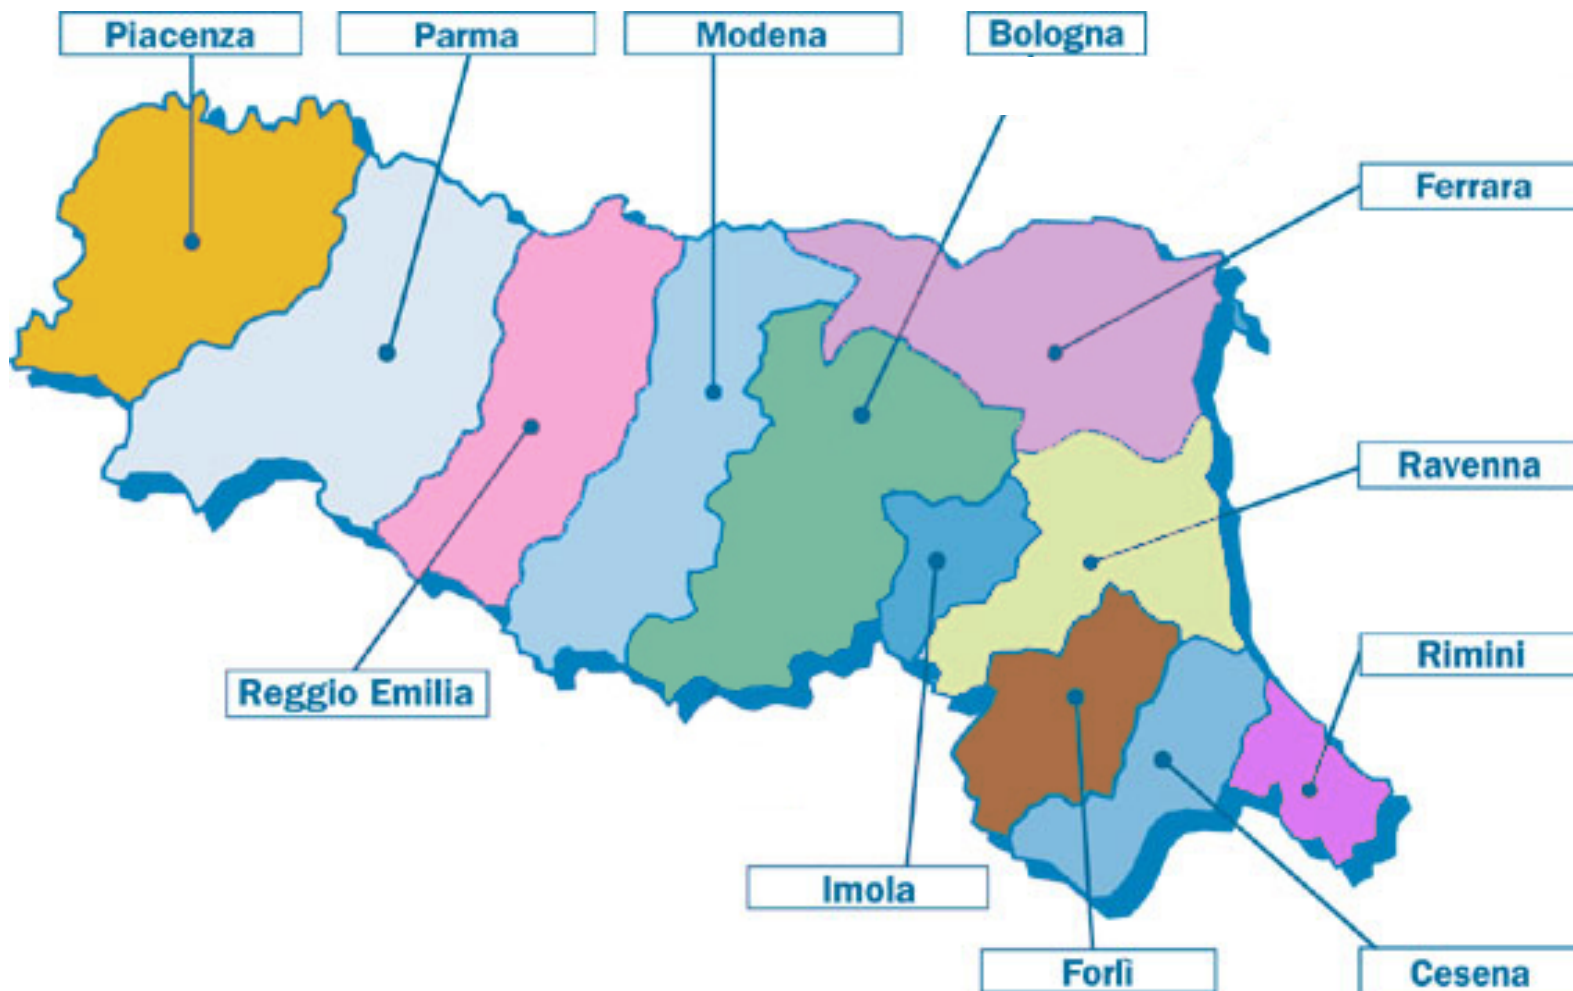 Piacenza
Parma
Modena
Bologna
Ferrara
Ravenna
Rimini
Reggio Emilia
Imola
Forlì
Cesena